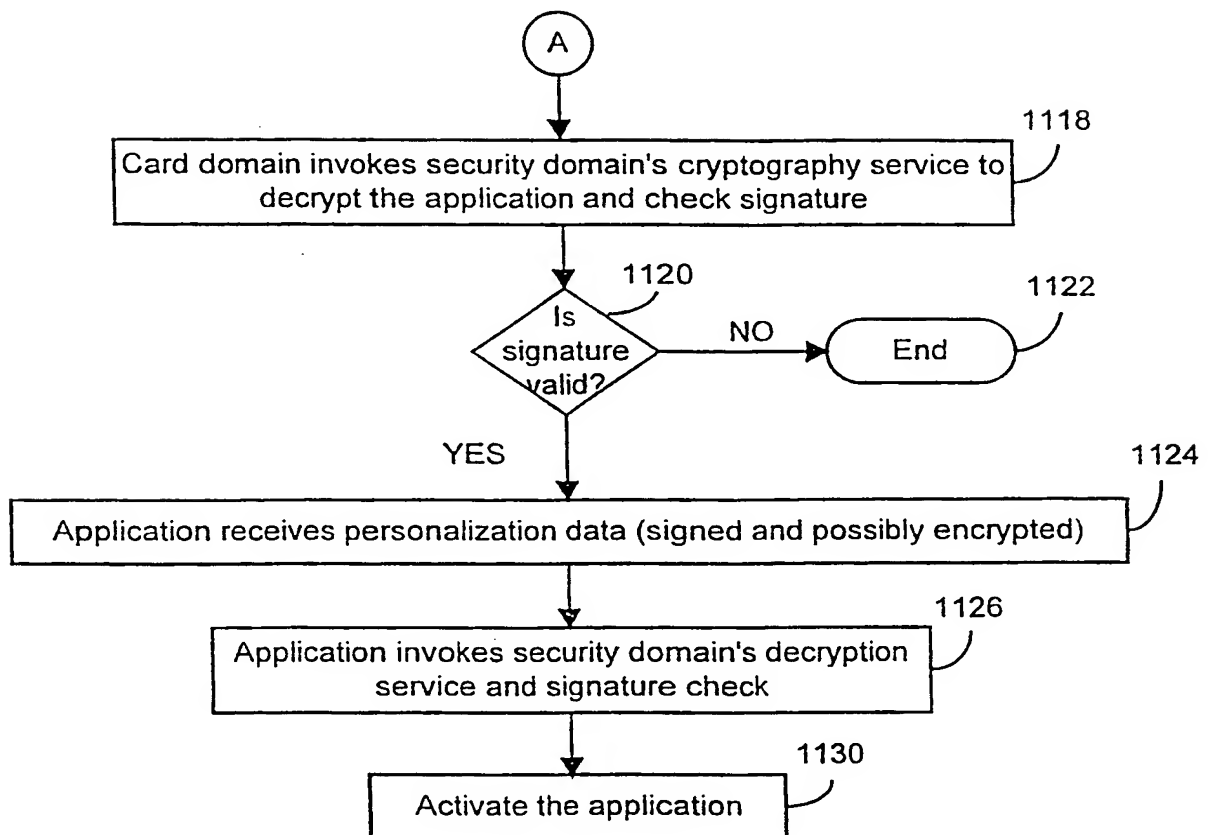 A
1118
Card domain invokes security domain's cryptography service to
decrypt the application and check signature
1120
Is
signature
valid?
NO
1122
End
YES
1124
Application receives personalization data (signed and possibly encrypted)
1126
Application invokes security domain's decryption
service and signature check
1130
Activate the application